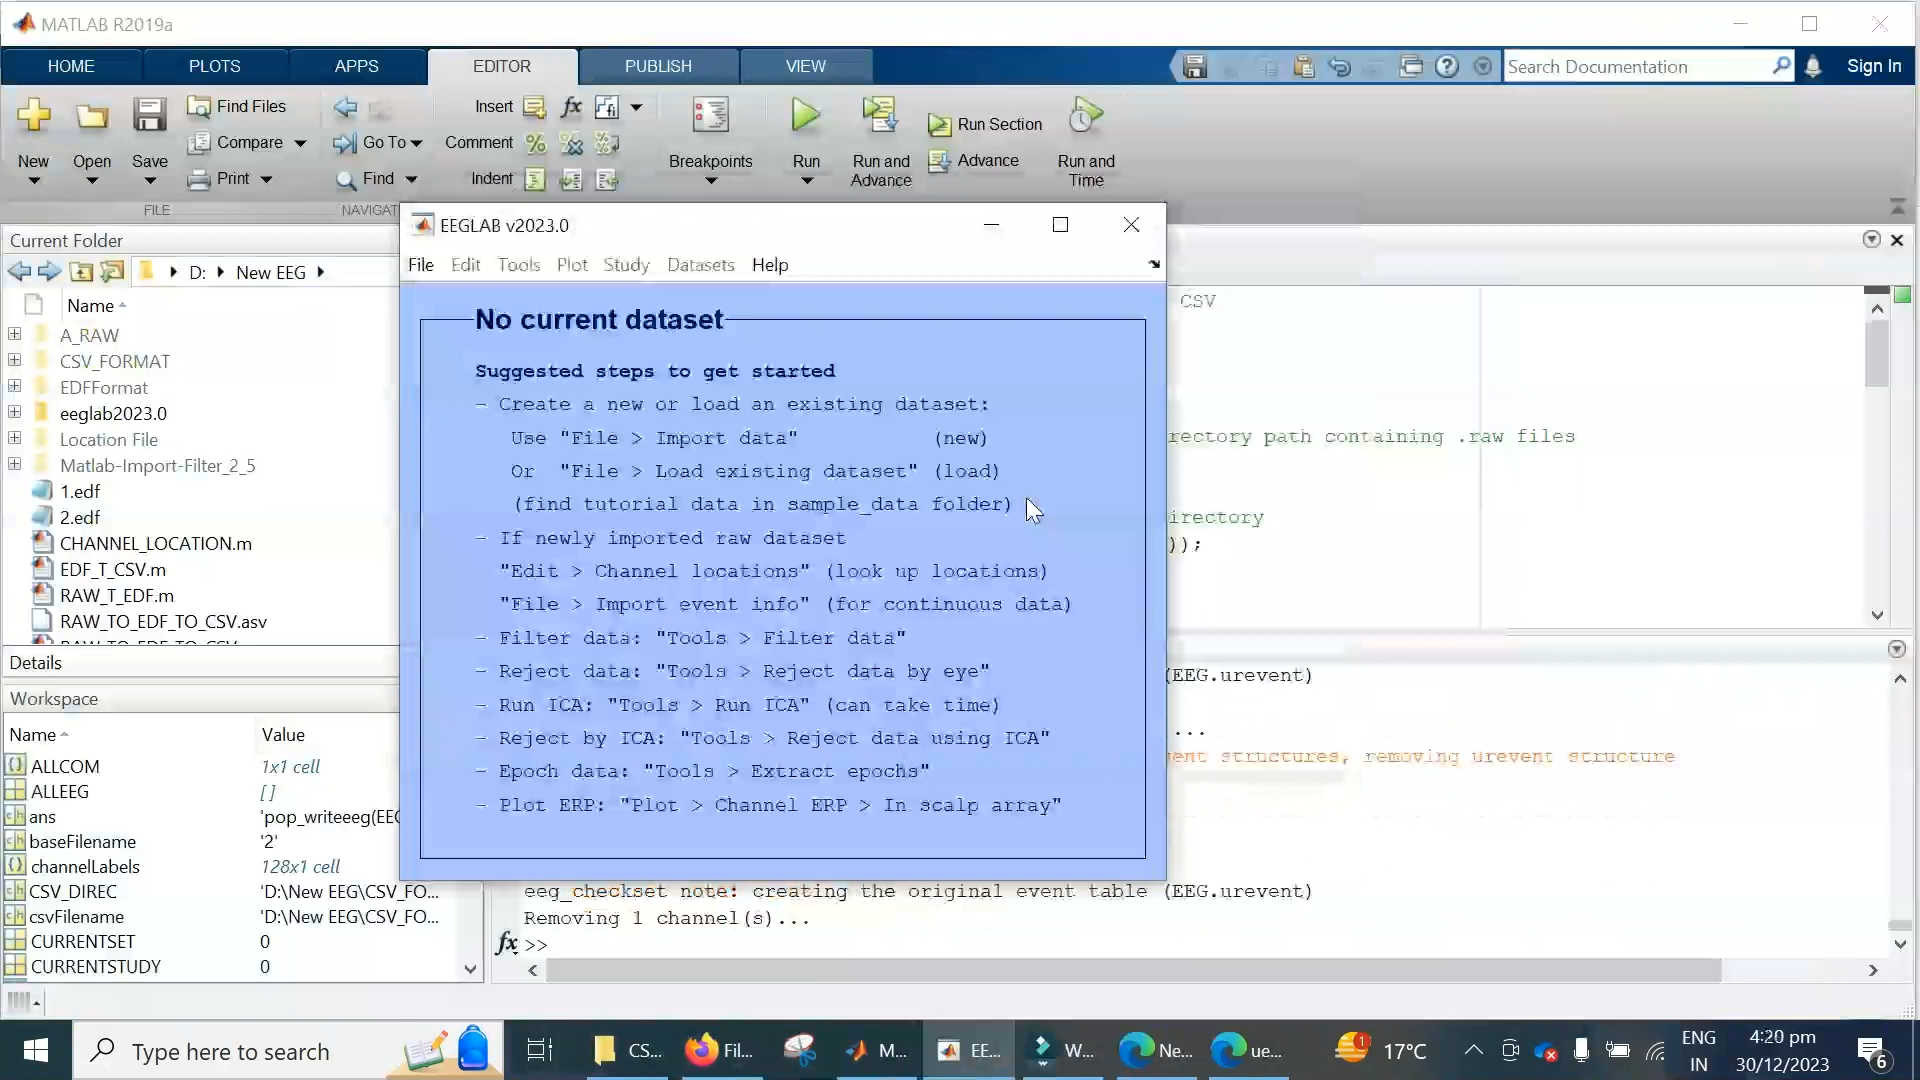 MATLAB R2019a
HOME PLOTS APPS EDITOR PUBLISH VIEW Search Documentation Sign In
New Open Save Find Files Compare Print Go To Find Insert Comment Indent Breakpoints Run Run and Advance Run Section Advance Run and Time
FILE NAVIGAT
Current Folder
D: New EEG
Name
A_RAW
CSV_FORMAT
EDFFormat
eeglab2023.0
Location File
Matlab-Import-Filter_2_5
1.edf
2.edf
CHANNEL_LOCATION.m
EDF_T_CSV.m
RAW_T_EDF.m
RAW_TO_EDF_TO_CSV.asv
Details
Workspace
Name Value
ALLCOM 1x1 cell
ALLEEG []
ans 'pop_writeeeg(EEG
baseFilename '2'
channelLabels 128x1 cell
CSV_DIREC 'D:\New EEG\CSV_FO...
csvFilename 'D:\New EEG\CSV_FO...
CURRENTSET 0
CURRENTSTUDY 0
EEGLAB v2023.0
File Edit Tools Plot Study Datasets Help
No current dataset
Suggested steps to get started
- Create a new or load an existing dataset:
Use "File > Import data" (new)
Or "File > Load existing dataset" (load)
(find tutorial data in sample_data folder)
- If newly imported raw dataset
"Edit > Channel locations" (look up locations)
"File > Import event info" (for continuous data)
- Filter data: "Tools > Filter data"
- Reject data: "Tools > Reject data by eye"
- Run ICA: "Tools > Run ICA" (can take time)
- Reject by ICA: "Tools > Reject data using ICA"
- Epoch data: "Tools > Extract epochs"
- Plot ERP: "Plot > Channel ERP > In scalp array"
CSV
rectory path containing .raw files
irectory
));
(EEG.urevent)
...
ent structures, removing urevent structure
eeg_checkset note: creating the original event table (EEG.urevent)
Removing 1 channel(s)...
fx >>
Type here to search CS... Fil... M... EE... W... Ne... ue... 1 17°C ENG IN 4:20 pm 30/12/2023 6